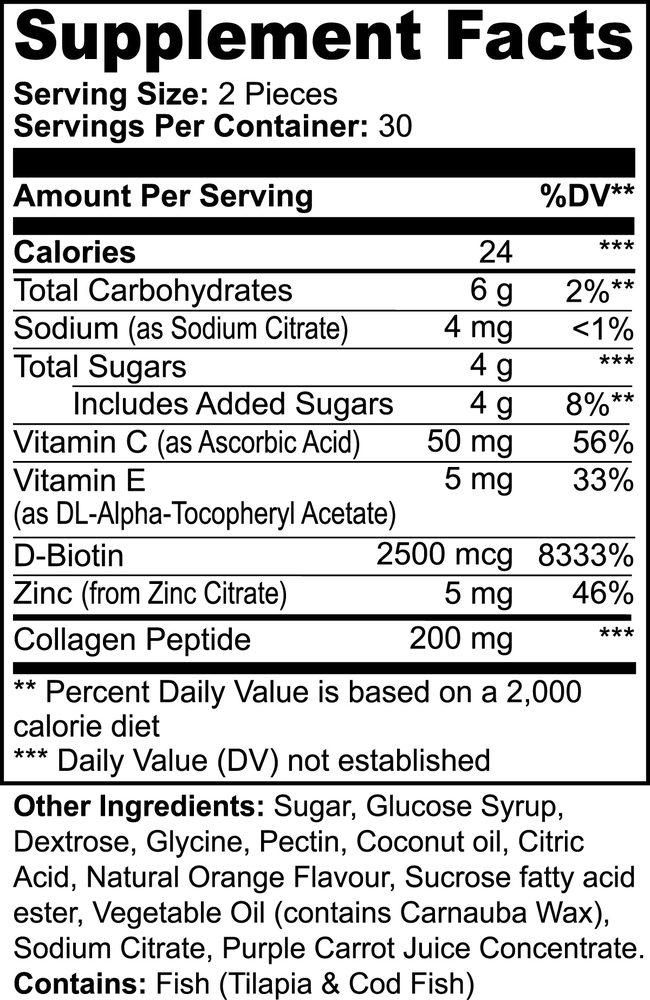 Supplement Facts
Serving Size: 2 Pieces
Servings Per Container: 30
Amount Per Serving %DV**
Calories 24 ***
Total Carbohydrates 6 g 2%**
Sodium (as Sodium Citrate) 4 mg <1%
Total Sugars 4 g ***
Includes Added Sugars 4 g 8%**
Vitamin C (as Ascorbic Acid) 50 mg 56%
Vitamin E 5 mg 33%
(as DL-Alpha-Tocopheryl Acetate)
D-Biotin 2500 mcg 8333%
Zinc (from Zinc Citrate) 5 mg 46%
Collagen Peptide 200 mg ***
** Percent Daily Value is based on a 2,000
calorie diet
*** Daily Value (DV) not established
Other Ingredients: Sugar, Glucose Syrup,
Dextrose, Glycine, Pectin, Coconut oil, Citric
Acid, Natural Orange Flavour, Sucrose fatty acid
ester, Vegetable Oil (contains Carnauba Wax),
Sodium Citrate, Purple Carrot Juice Concentrate.
Contains: Fish (Tilapia & Cod Fish)